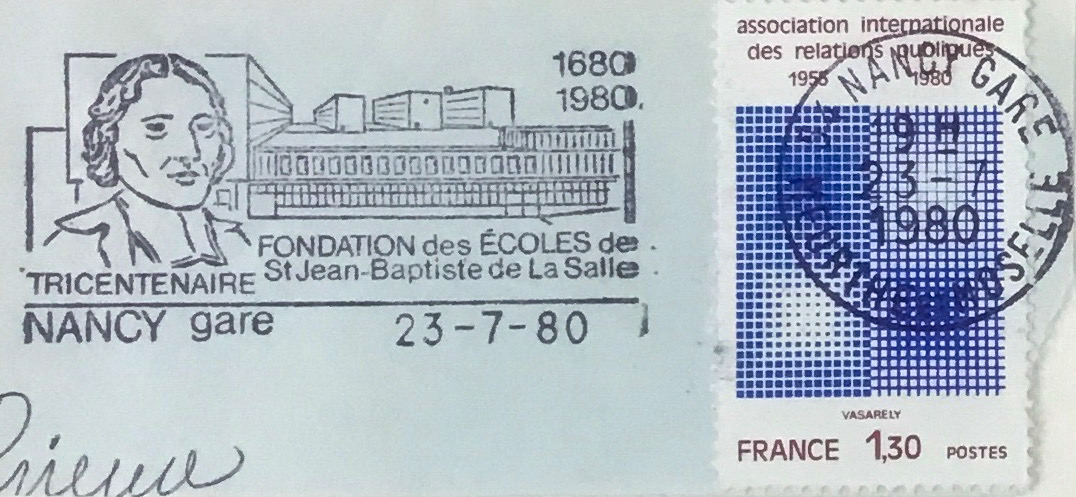 1680
1980
FONDATION des ÉCOLES de
St Jean-Baptiste de La Salle
TRICENTENAIRE
NANCY gare 23-7-80
association internationale
des relations publiques
1955 1980
54 NANCY GARE
19 H
23-7
1980
MEURTHE MOSELLE
VASARELY
FRANCE 1,30 POSTES